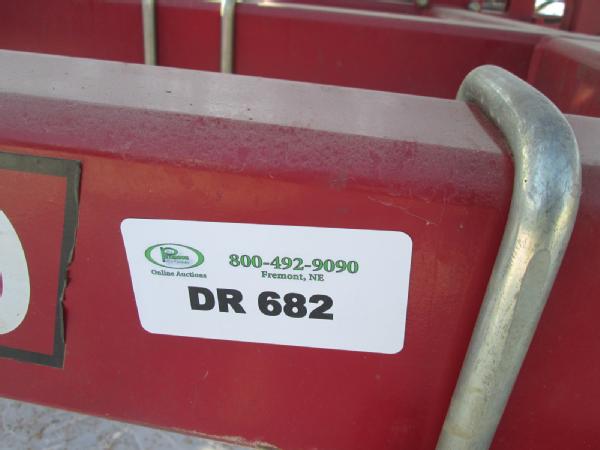 Online Auctions
800-492-9090
Fremont, NE
DR 682